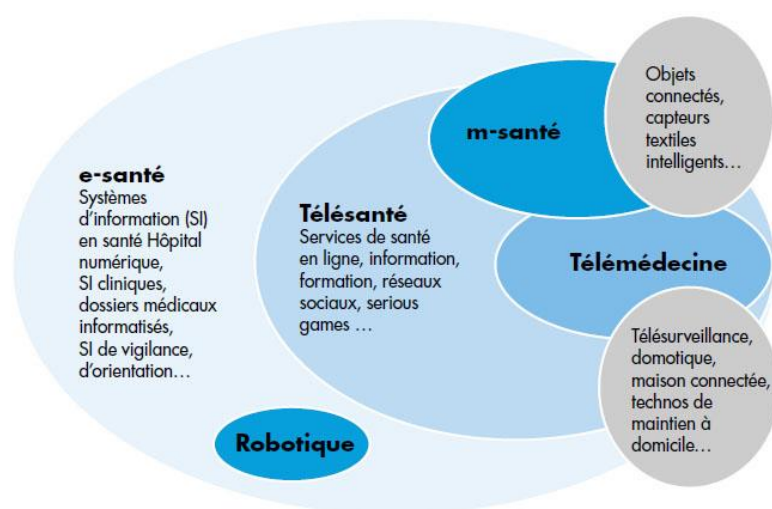 e-santé
Systèmes
d'information (SI)
en santé Hôpital
numérique,
SI cliniques,
dossiers médicaux
informatisés,
SI de vigilance,
d'orientation...
Télésanté
Services de santé
en ligne, information,
formation, réseaux
sociaux, serious
games ...
m-santé
Objets
connectés,
capteurs
textiles
intelligents...
Télémédecine
Télésurveillance,
domotique,
maison connectée,
technos de
maintien à
domicile...
Robotique